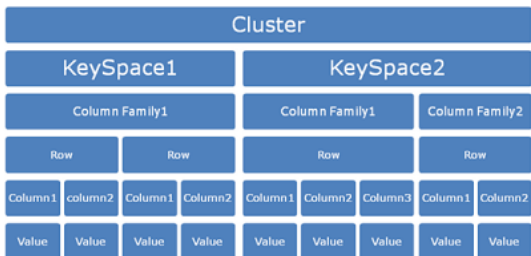 Cluster
KeySpace1 KeySpace2
Column Family1 Column Family1 Column Family2
Row Row Row Row
Column1 column2 Column1 Column2 Column1 Column2 Column3 Column1 Column2
Value Value Value Value Value Value Value Value Value